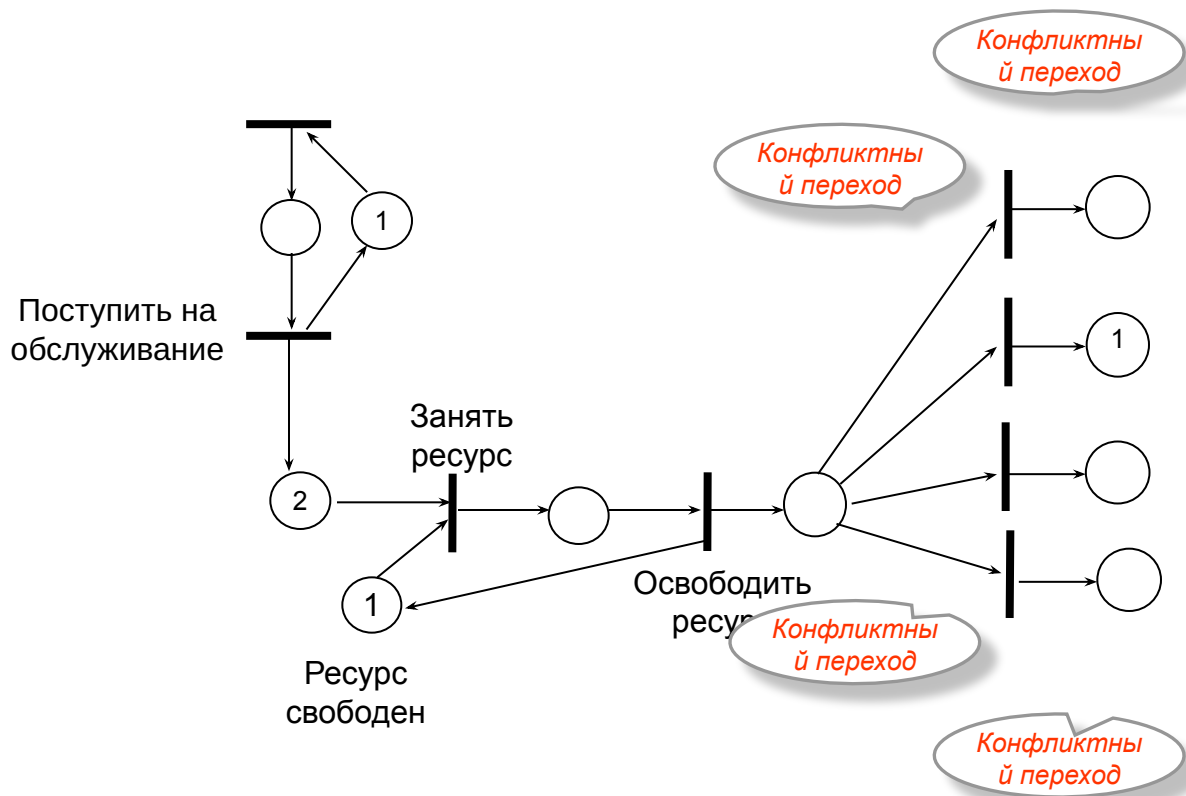 Конфликтны
й переход
Конфликтны
й переход
1
Поступить на
обслуживание
1
Занять
ресурс
2
1
Освободить
ресур
Конфликтны
й переход
Ресурс
свободен
Конфликтны
й переход